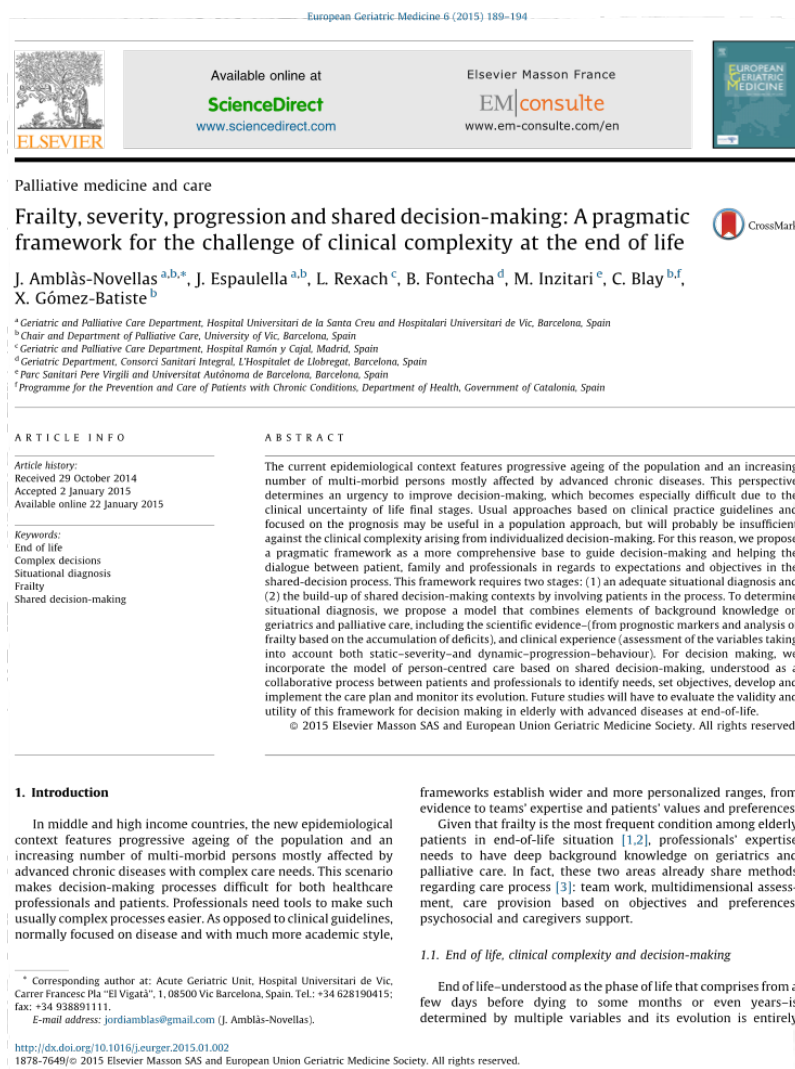 European Geriatric Medicine 6 (2015) 189–194
ELSEVIER
Available online at
ScienceDirect
www.sciencedirect.com
Elsevier Masson France
EM|consulte
www.em-consulte.com/en
EUROPEAN
GERIATRIC
MEDICINE
Palliative medicine and care
Frailty, severity, progression and shared decision-making: A pragmatic
framework for the challenge of clinical complexity at the end of life
CrossMark
J. Amblàs-Novellas a,b,*, J. Espaulella a,b, L. Rexach c, B. Fontecha d, M. Inzitari e, C. Blay b,f,
X. Gómez-Batiste b
a Geriatric and Palliative Care Department, Hospital Universitari de la Santa Creu and Hospitalari Universitari de Vic, Barcelona, Spain
b Chair and Department of Palliative Care, University of Vic, Barcelona, Spain
c Geriatric and Palliative Care Department, Hospital Ramón y Cajal, Madrid, Spain
d Geriatric Department, Consorci Sanitari Integral, L'Hospitalet de Llobregat, Barcelona, Spain
e Parc Sanitari Pere Virgili and Universitat Autónoma de Barcelona, Barcelona, Spain
f Programme for the Prevention and Care of Patients with Chronic Conditions, Department of Health, Government of Catalonia, Spain
ARTICLE INFO
Article history:
Received 29 October 2014
Accepted 2 January 2015
Available online 22 January 2015
Keywords:
End of life
Complex decisions
Situational diagnosis
Frailty
Shared decision-making
ABSTRACT
The current epidemiological context features progressive ageing of the population and an increasing
number of multi-morbid persons mostly affected by advanced chronic diseases. This perspective
determines an urgency to improve decision-making, which becomes especially difficult due to the
clinical uncertainty of life final stages. Usual approaches based on clinical practice guidelines and
focused on the prognosis may be useful in a population approach, but will probably be insufficient
against the clinical complexity arising from individualized decision-making. For this reason, we propose
a pragmatic framework as a more comprehensive base to guide decision-making and helping the
dialogue between patient, family and professionals in regards to expectations and objectives in the
shared-decision process. This framework requires two stages: (1) an adequate situational diagnosis and
(2) the build-up of shared decision-making contexts by involving patients in the process. To determine
situational diagnosis, we propose a model that combines elements of background knowledge on
geriatrics and palliative care, including the scientific evidence–(from prognostic markers and analysis o
frailty based on the accumulation of deficits), and clinical experience (assessment of the variables taking
into account both static–severity–and dynamic–progression–behaviour). For decision making, we
incorporate the model of person-centred care based on shared decision-making, understood as a
collaborative process between patients and professionals to identify needs, set objectives, develop and
implement the care plan and monitor its evolution. Future studies will have to evaluate the validity and
utility of this framework for decision making in elderly with advanced diseases at end-of-life.
© 2015 Elsevier Masson SAS and European Union Geriatric Medicine Society. All rights reserved
1. Introduction
In middle and high income countries, the new epidemiological
context features progressive ageing of the population and an
increasing number of multi-morbid persons mostly affected by
advanced chronic diseases with complex care needs. This scenario
makes decision-making processes difficult for both healthcare
professionals and patients. Professionals need tools to make such
usually complex processes easier. As opposed to clinical guidelines,
normally focused on disease and with much more academic style,
* Corresponding author at: Acute Geriatric Unit, Hospital Universitari de Vic,
Carrer Francesc Pla "El Vigatà", 1, 08500 Vic Barcelona, Spain. Tel.: +34 628190415;
fax: +34 938891111.
E-mail address: jordiamblas@gmail.com (J. Amblàs-Novellas).
frameworks establish wider and more personalized ranges, from
evidence to teams' expertise and patients' values and preferences
Given that frailty is the most frequent condition among elderly
patients in end-of-life situation [1,2], professionals' expertise
needs to have deep background knowledge on geriatrics and
palliative care. In fact, these two areas already share methods
regarding care process [3]: team work, multidimensional assess-
ment, care provision based on objectives and preferences
psychosocial and caregivers support.
1.1. End of life, clinical complexity and decision-making
End of life–understood as the phase of life that comprises from a
few days before dying to some months or even years–is
determined by multiple variables and its evolution is entirely
http://dx.doi.org/10.1016/j.eurger.2015.01.002
1878-7649/© 2015 Elsevier Masson SAS and European Union Geriatric Medicine Society. All rights reserved.